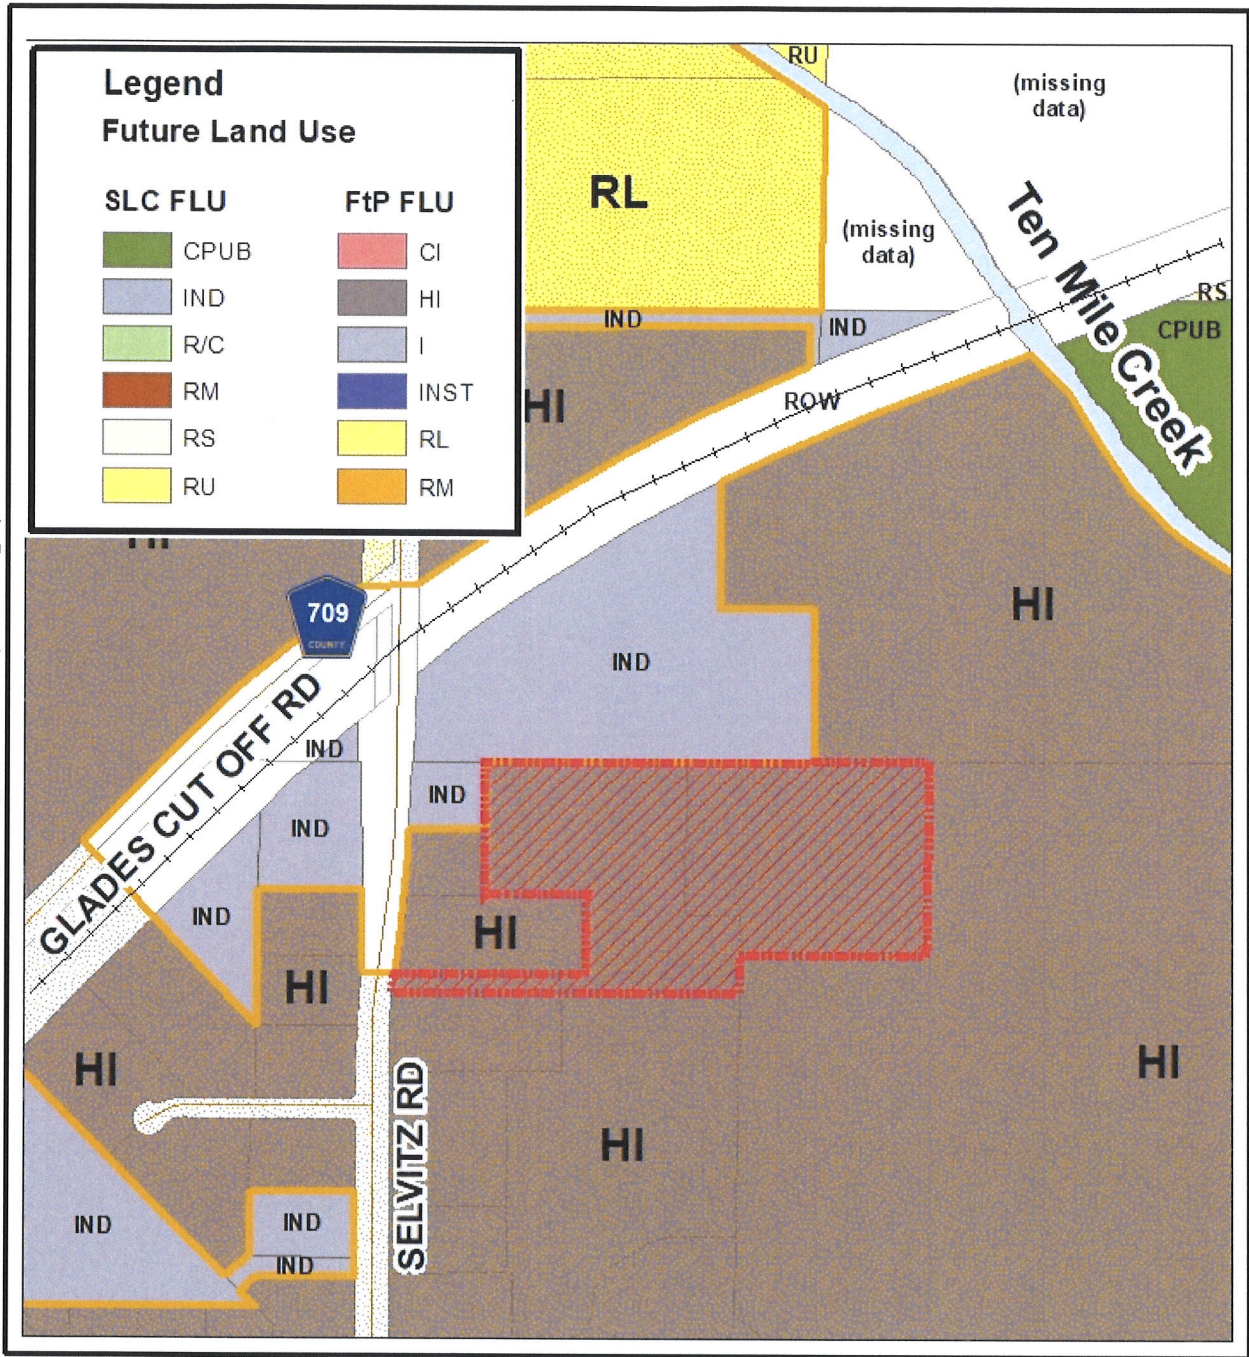 Legend
Future Land Use
SLC FLU
CPUB
IND
R/C
RM
RS
RU
FtP FLU
CI
HI
I
INST
RL
RM
RU
(missing
data)
RL
(missing
data)
Ten Mile Creek
RS
CPUB
IND
IND
HI
ROW
HI
709
COUNTY
HI
IND
GLADES CUT OFF RD
IND
IND
IND
IND
HI
HI
HI
HI
HI
SELVITZ RD
IND
IND
IND